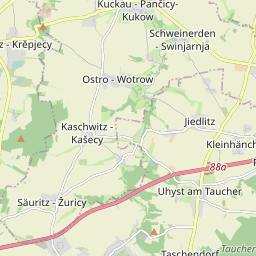 Kuckau - Pančicy-
Kukow
Schweinerden
- Swinjarnja
- Krěpjecy
Ostro - Wotrow
Kaschwitz -
Kašecy
Jiedlitz
Kleinhänch
88a
Uhyst am Taucher
Säuritz - Žuricy
Taschendorf
Taucher